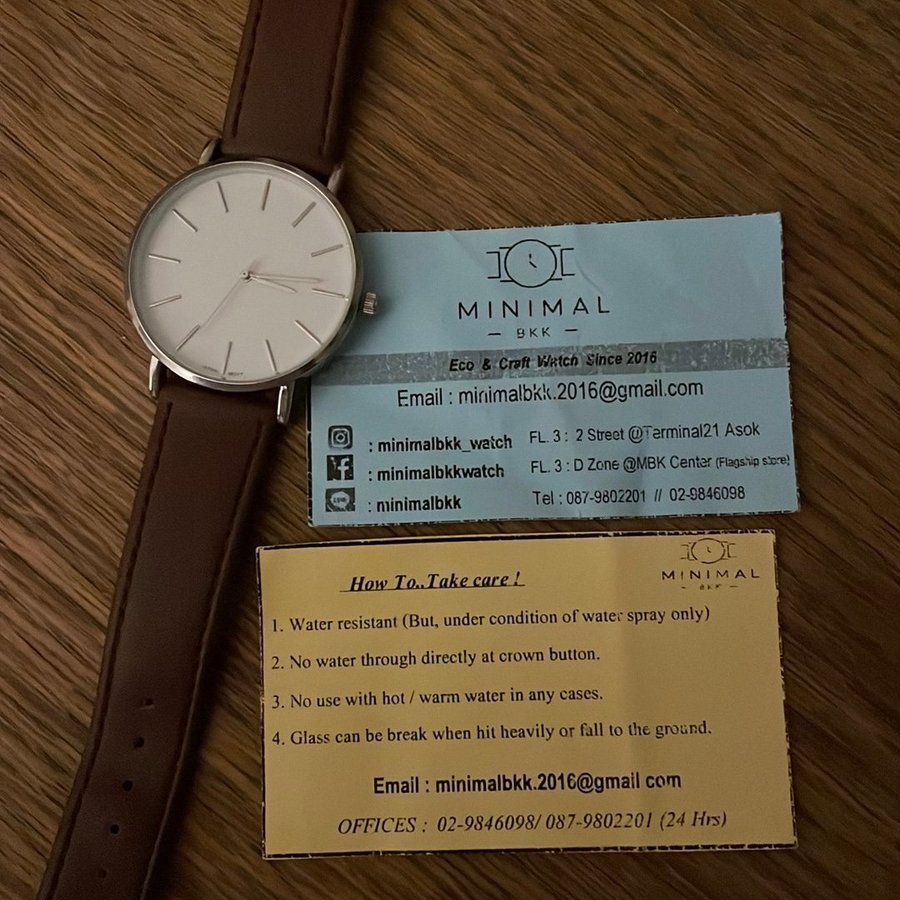 MINIMAL
BKK
Eco & Craft Watch Since 2016
Email : minimalbkk.2016@gmail.com
: minimalbkk_watch
: minimalbkkwatch
: minimalbkk
FL. 3 : 2 Street @Terminal21 Asok
FL. 3 : D Zone @MBK Center (Flagship store)
Tel : 087-9802201 // 02-9846098
MINIMAL
BKK
How To..Take care !
1. Water resistant (But, under condition of water spray only)
2. No water through directly at crown button.
3. No use with hot / warm water in any cases.
4. Glass can be break when hit heavily or fall to the ground.
Email : minimalbkk.2016@gmail com
OFFICES : 02-9846098/ 087-9802201 (24 Hrs)